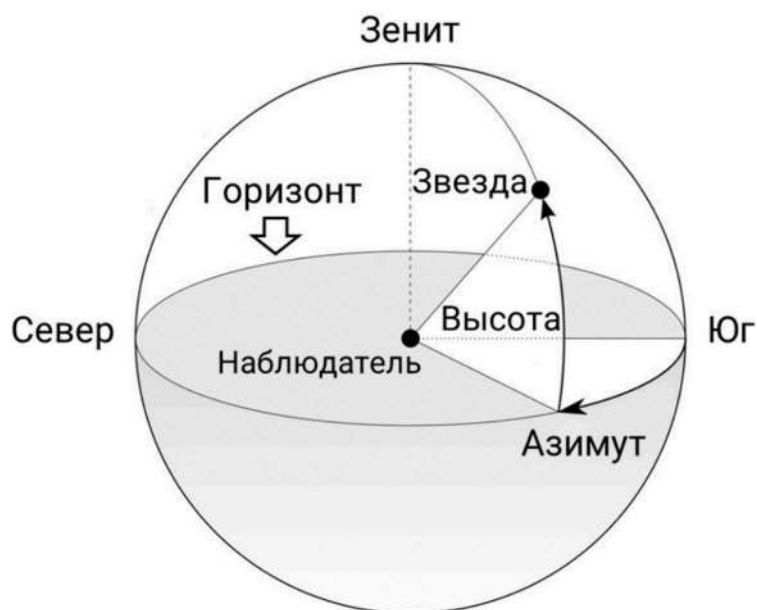 Зенит
Звезда
Горизонт
Север
Высота
Юг
Наблюдатель
Азимут